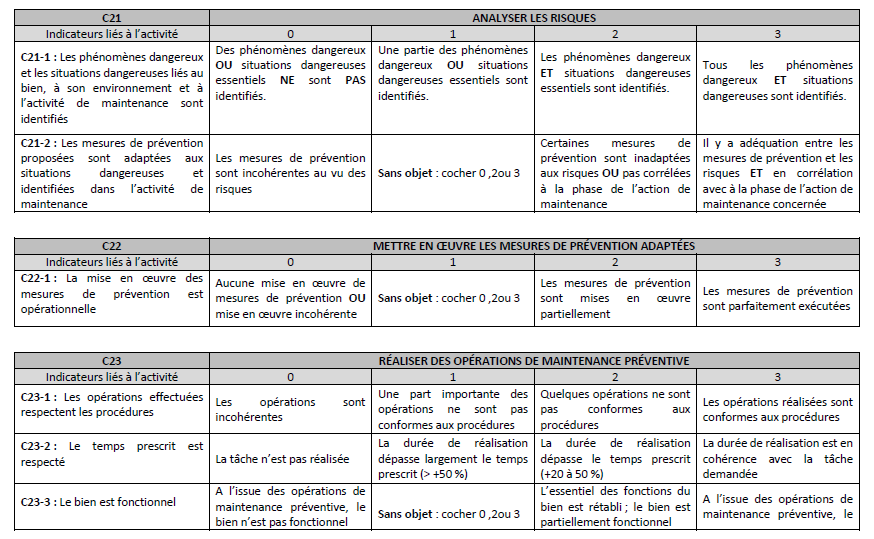 C21 ANALYSER LES RISQUES
Indicateurs liés à l'activité 0 1 2 3
C21-1 : Les phénomènes dangereux
et les situations dangereuses liés au
bien, à son environnement et à
l'activité de maintenance sont
identifiés
Des phénomènes dangereux
OU situations dangereuses
essentiels NE sont PAS
identifiés.
Une partie des phénomènes
dangereux OU situations
dangereuses essentiels sont
identifiés.
Les phénomènes dangereux
ET situations dangereuses
essentiels sont identifiés.
Tous les phénomènes
dangereux ET situations
dangereuses sont identifiés.
C21-2 : Les mesures de prévention
proposées sont adaptées aux
situations dangereuses et
identifiées dans l'activité de
maintenance
Les mesures de prévention
sont incohérentes au vu des
risques
Sans objet : cocher 0 ,2ou 3
Certaines mesures de
prévention sont inadaptées
aux risques OU pas corrélées
à la phase de l'action de
maintenance
Il y a adéquation entre les
mesures de prévention et les
risques ET en corrélation
avec à la phase de l'action de
maintenance concernée
C22 METTRE EN ŒUVRE LES MESURES DE PRÉVENTION ADAPTÉES
Indicateurs liés à l'activité 0 1 2 3
C22-1 : La mise en œuvre des
mesures de prévention est
opérationnelle
Aucune mise en œuvre de
mesures de prévention OU
mise en œuvre incohérente
Sans objet : cocher 0 ,2ou 3
Les mesures de prévention
sont mises en œuvre
partiellement
Les mesures de prévention
sont parfaitement exécutées
C23 RÉALISER DES OPÉRATIONS DE MAINTENANCE PRÉVENTIVE
Indicateurs liés à l'activité 0 1 2 3
C23-1 : Les opérations effectuées
respectent les procédures
Les opérations sont
incohérentes
Une part importante des
opérations ne sont pas
conformes aux procédures
Quelques opérations ne sont
pas conformes aux
procédures
Les opérations réalisées sont
conformes aux procédures
C23-2 : Le temps prescrit est
respecté
La tâche n'est pas réalisée
La durée de réalisation
dépasse largement le temps
prescrit (> +50 %)
La durée de réalisation
dépasse le temps prescrit
(+20 à 50 %)
La durée de réalisation est en
cohérence avec la tâche
demandée
C23-3 : Le bien est fonctionnel
A l'issue des opérations de
maintenance préventive, le
bien n'est pas fonctionnel
Sans objet : cocher 0 ,2ou 3
L'essentiel des fonctions du
bien est rétabli ; le bien est
partiellement fonctionnel
A l'issue des opérations de
maintenance préventive, le